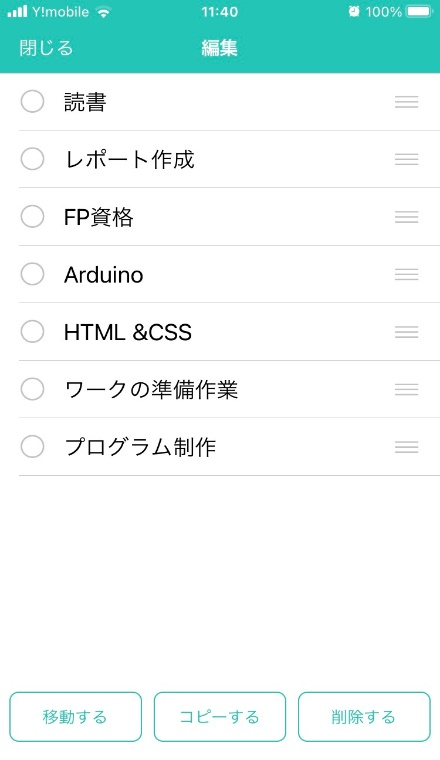 Y!mobile 11:40 100%
閉じる 編集
読書
レポート作成
FP資格
Arduino
HTML &CSS
ワークの準備作業
プログラム制作
移動する コピーする 削除する